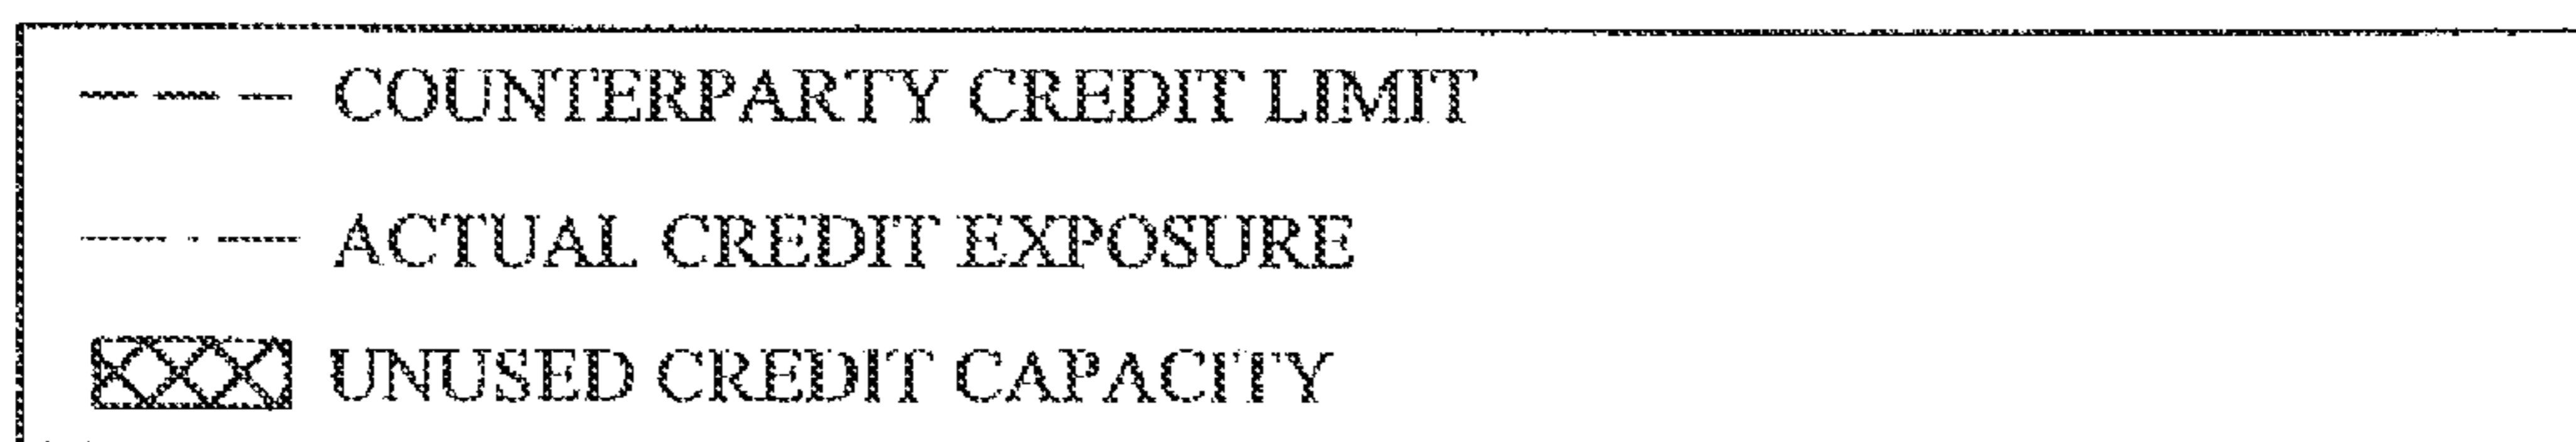 COUNTERPARTY CREDIT LIMIT
ACTUAL CREDIT EXPOSURE
UNUSED CREDIT CAPACITY